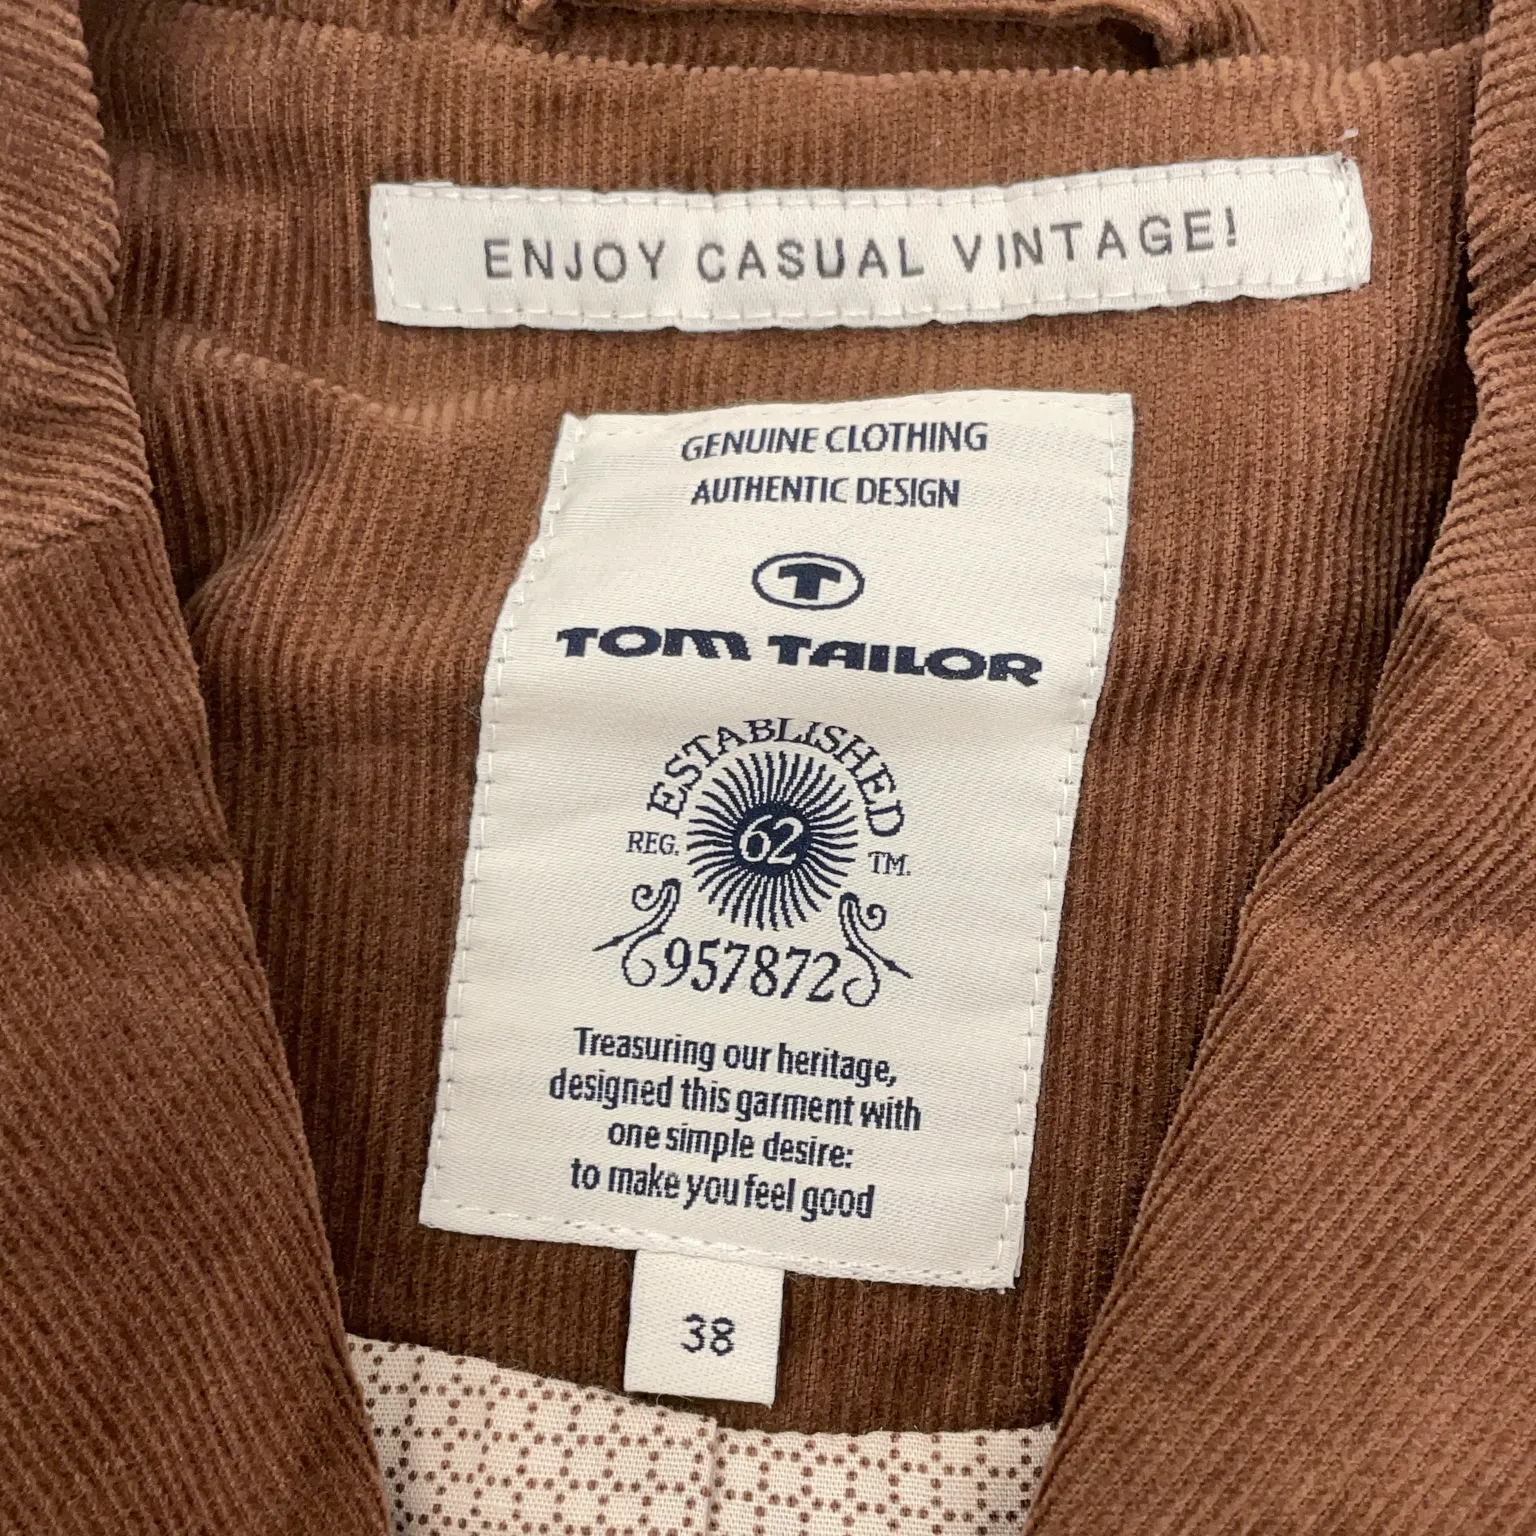 ENJOY CASUAL VINTAGE!
GENUINE CLOTHING
AUTHENTIC DESIGN
T
TOM TAILOR
ESTABLISHED
REG. 62 TM.
957872
Treasuring our heritage,
designed this garment with
one simple desire:
to make you feel good
38